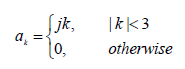 a_k = { jk, |k|<3
0, otherwise